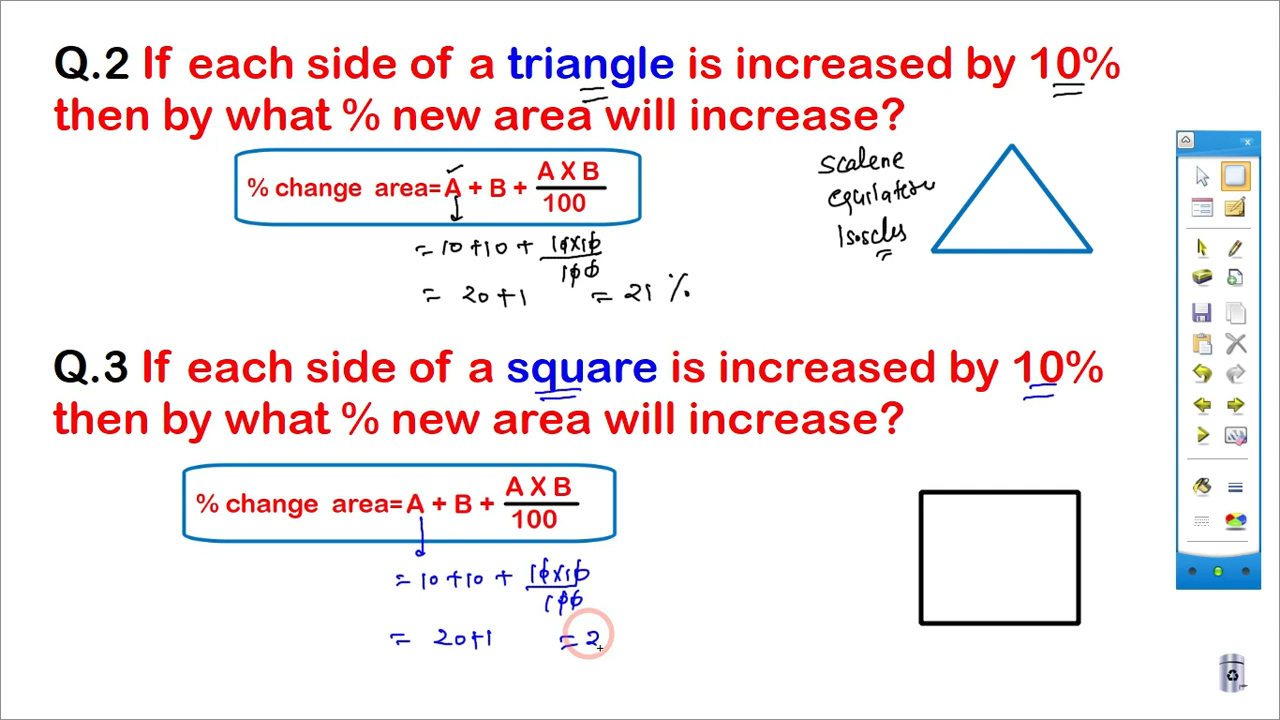 Q.2 If each side of a triangle is increased by 10%
then by what % new area will increase?
% change area= A + B + A X B / 100
= 10 +10 + 10x10 / 100
= 20+1 = 21 %
scalene
equilateral
Isosceles
Q.3 If each side of a square is increased by 10%
then by what % new area will increase?
% change area= A + B + A X B / 100
= 10 +10 + 10x10 / 100
= 20+1 = 2